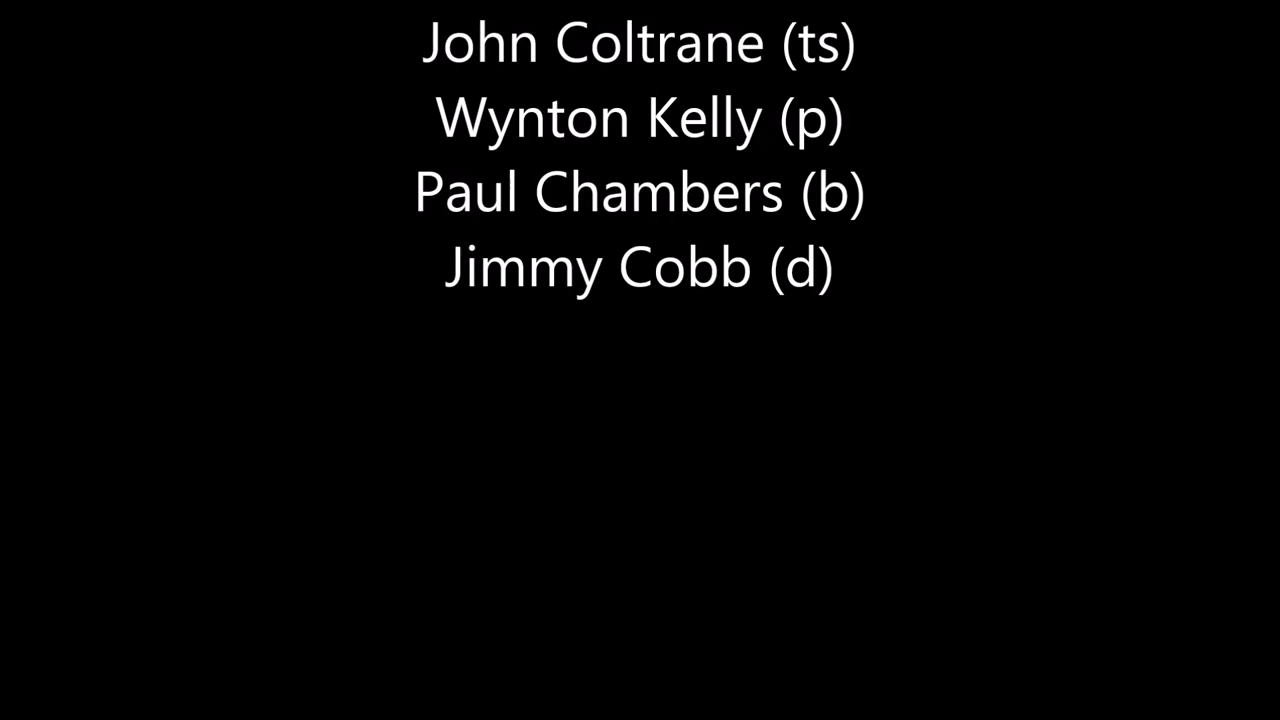 John Coltrane (ts)
Wynton Kelly (p)
Paul Chambers (b)
Jimmy Cobb (d)